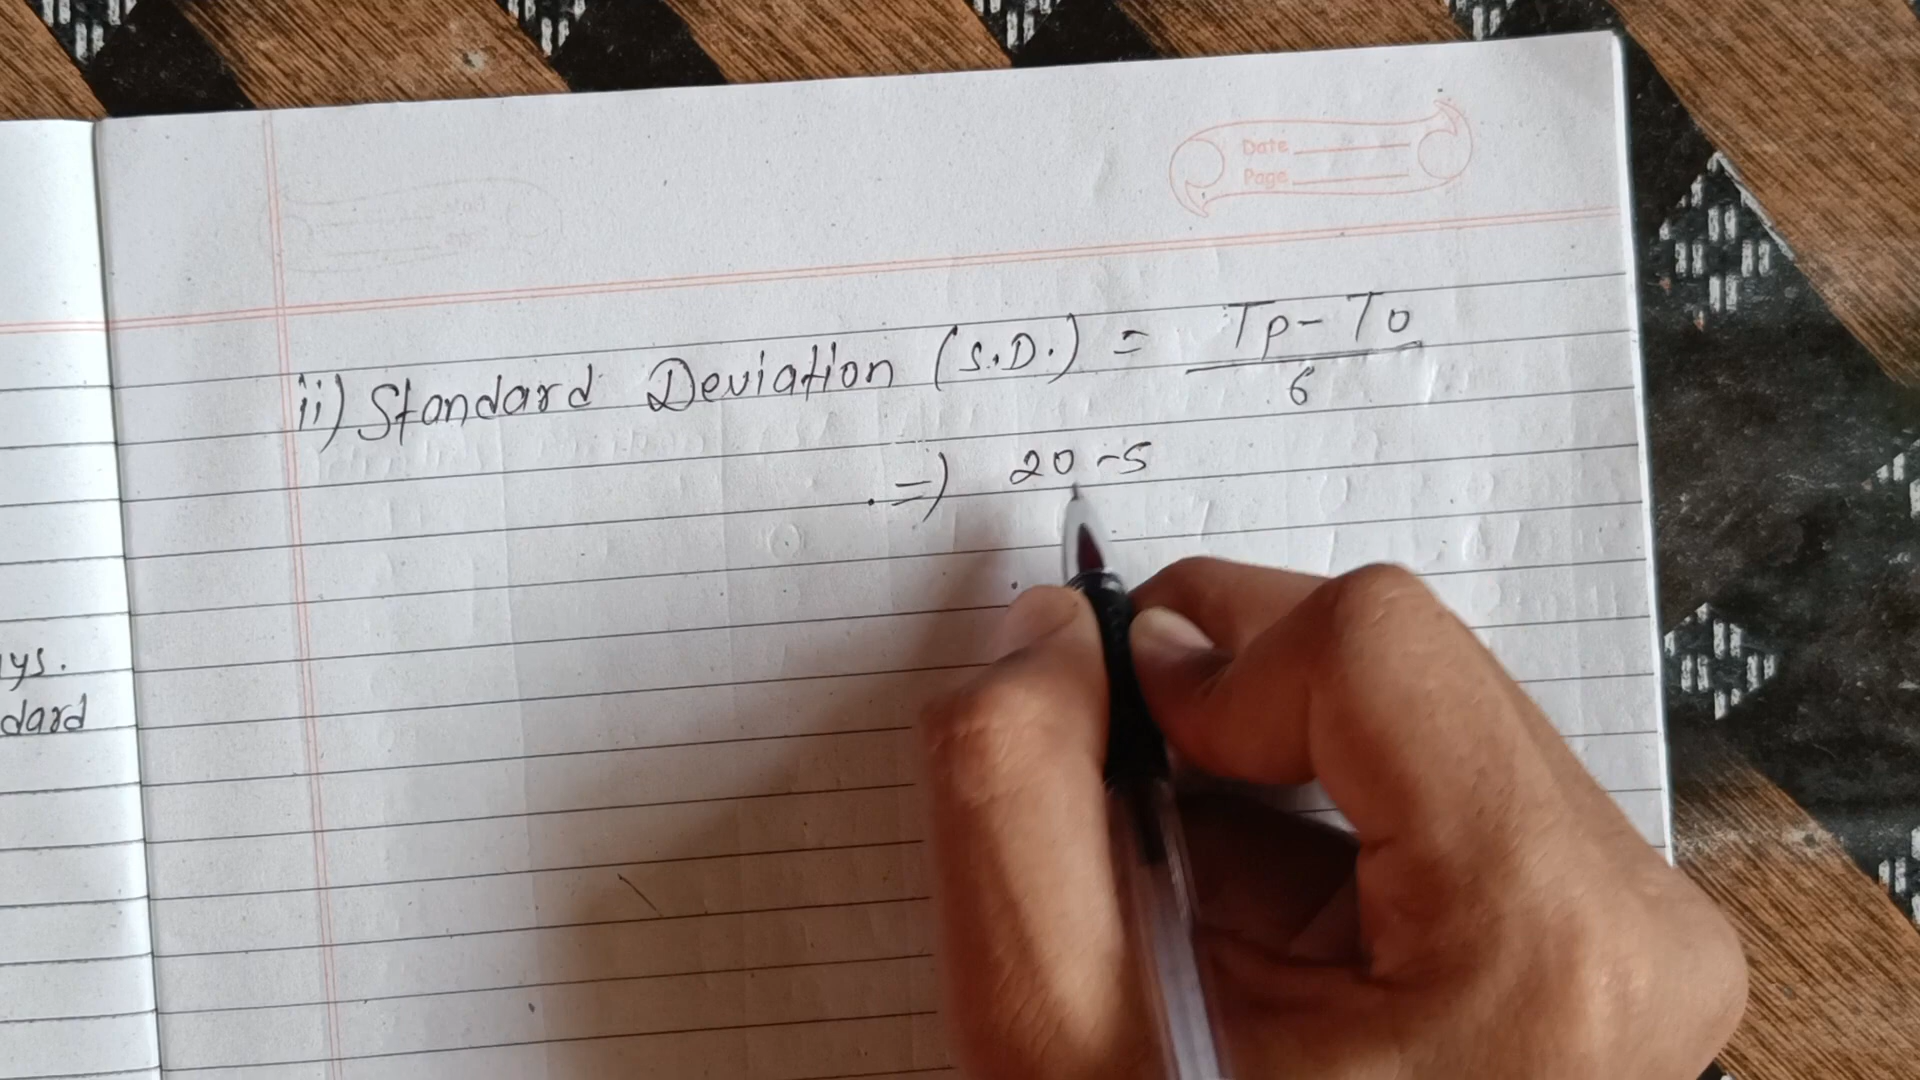 Date
Page
ii) Standard Deviation (S.D.) = Tp - To / 6
=) 20 - 5
ys.
dard